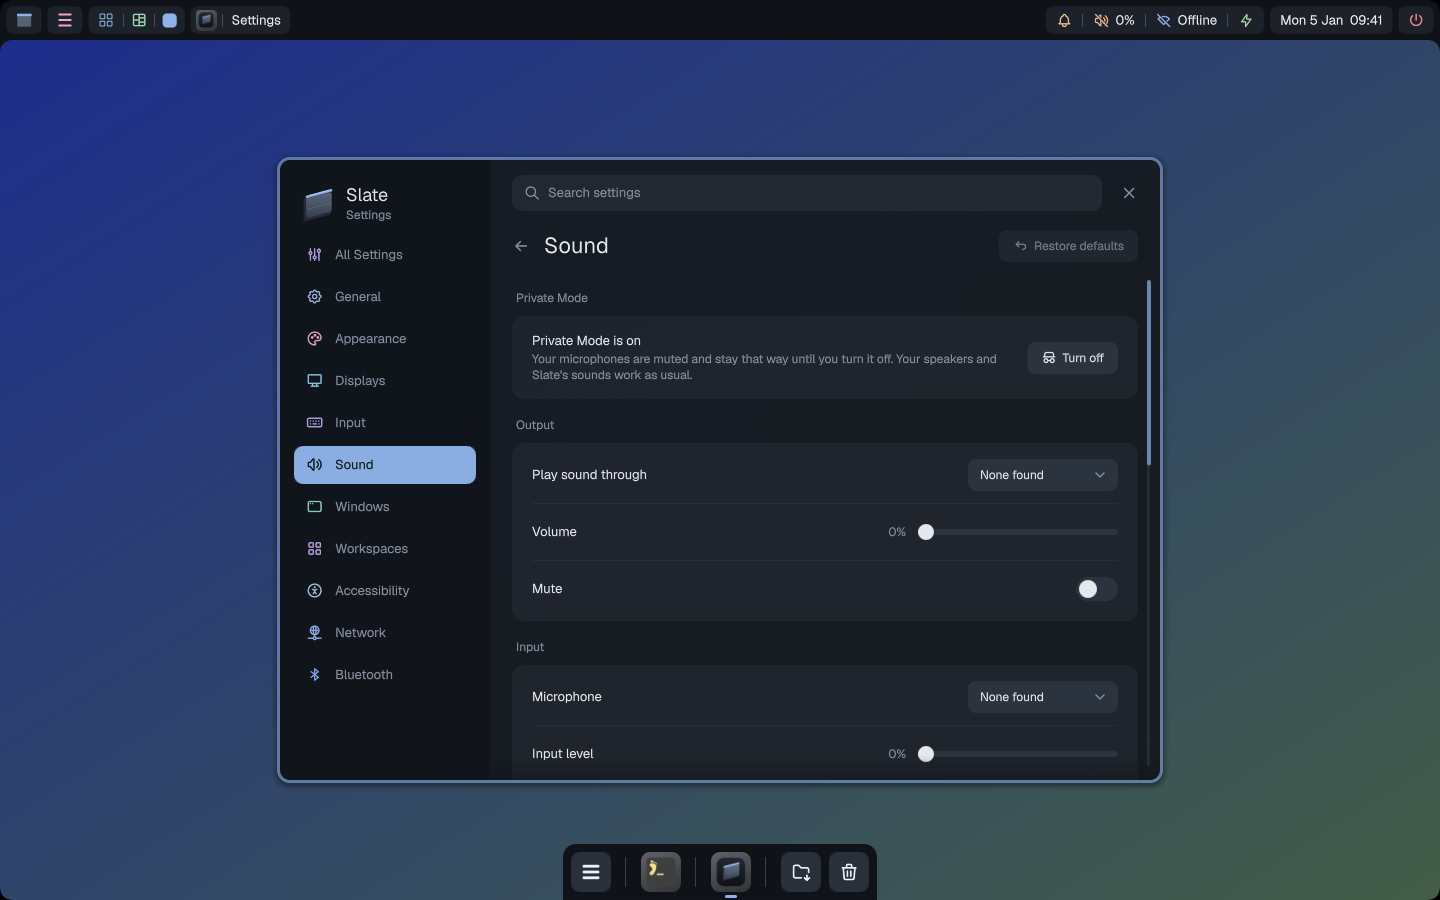 Settings
0%
Offline
Mon 5 Jan 09:41
Slate
Settings
All Settings
General
Appearance
Displays
Input
Sound
Windows
Workspaces
Accessibility
Network
Bluetooth
Search settings
Sound
Restore defaults
Private Mode
Private Mode is on
Your microphones are muted and stay that way until you turn it off. Your speakers and
Slate's sounds work as usual.
Turn off
Output
Play sound through
None found
Volume
0%
Mute
Input
Microphone
None found
Input level
0%